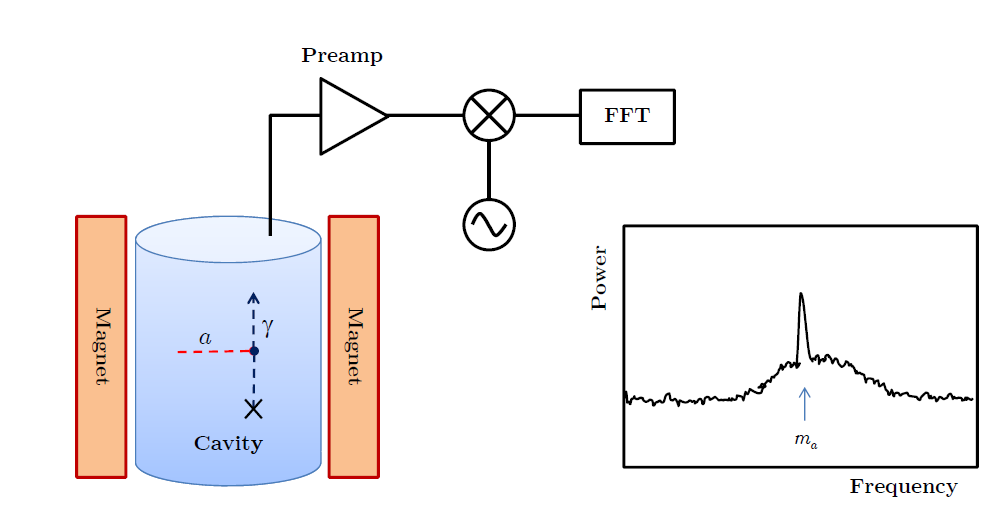 Preamp
FFT
Magnet
a
γ
Cavity
Magnet
Power
m_a
Frequency